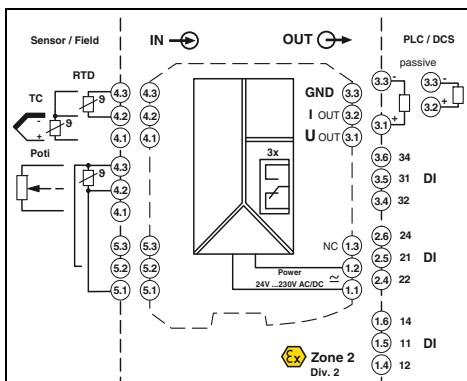 Sensor / Field
IN
OUT
PLC / DCS
RTD
passive
TC
4.3
4.3
GND
3.3
3.3
-
3.3
-
-
ϑ
ϑ
4.2
4.2
I OUT
3.2
3.2
+
+
4.1
4.1
U OUT
3.1
3.1
+
Poti
ϑ
4.3
3x
3.6
34
4.2
3.5
31
DI
4.1
3.4
32
5.3
5.3
NC
1.3
2.6
24
5.2
5.2
Power
1.2
2.5
21
DI
5.1
5.1
24V ...230V AC/DC
1.1
2.4
22
1.6
14
Ex
Zone 2
1.5
11
DI
Div. 2
1.4
12